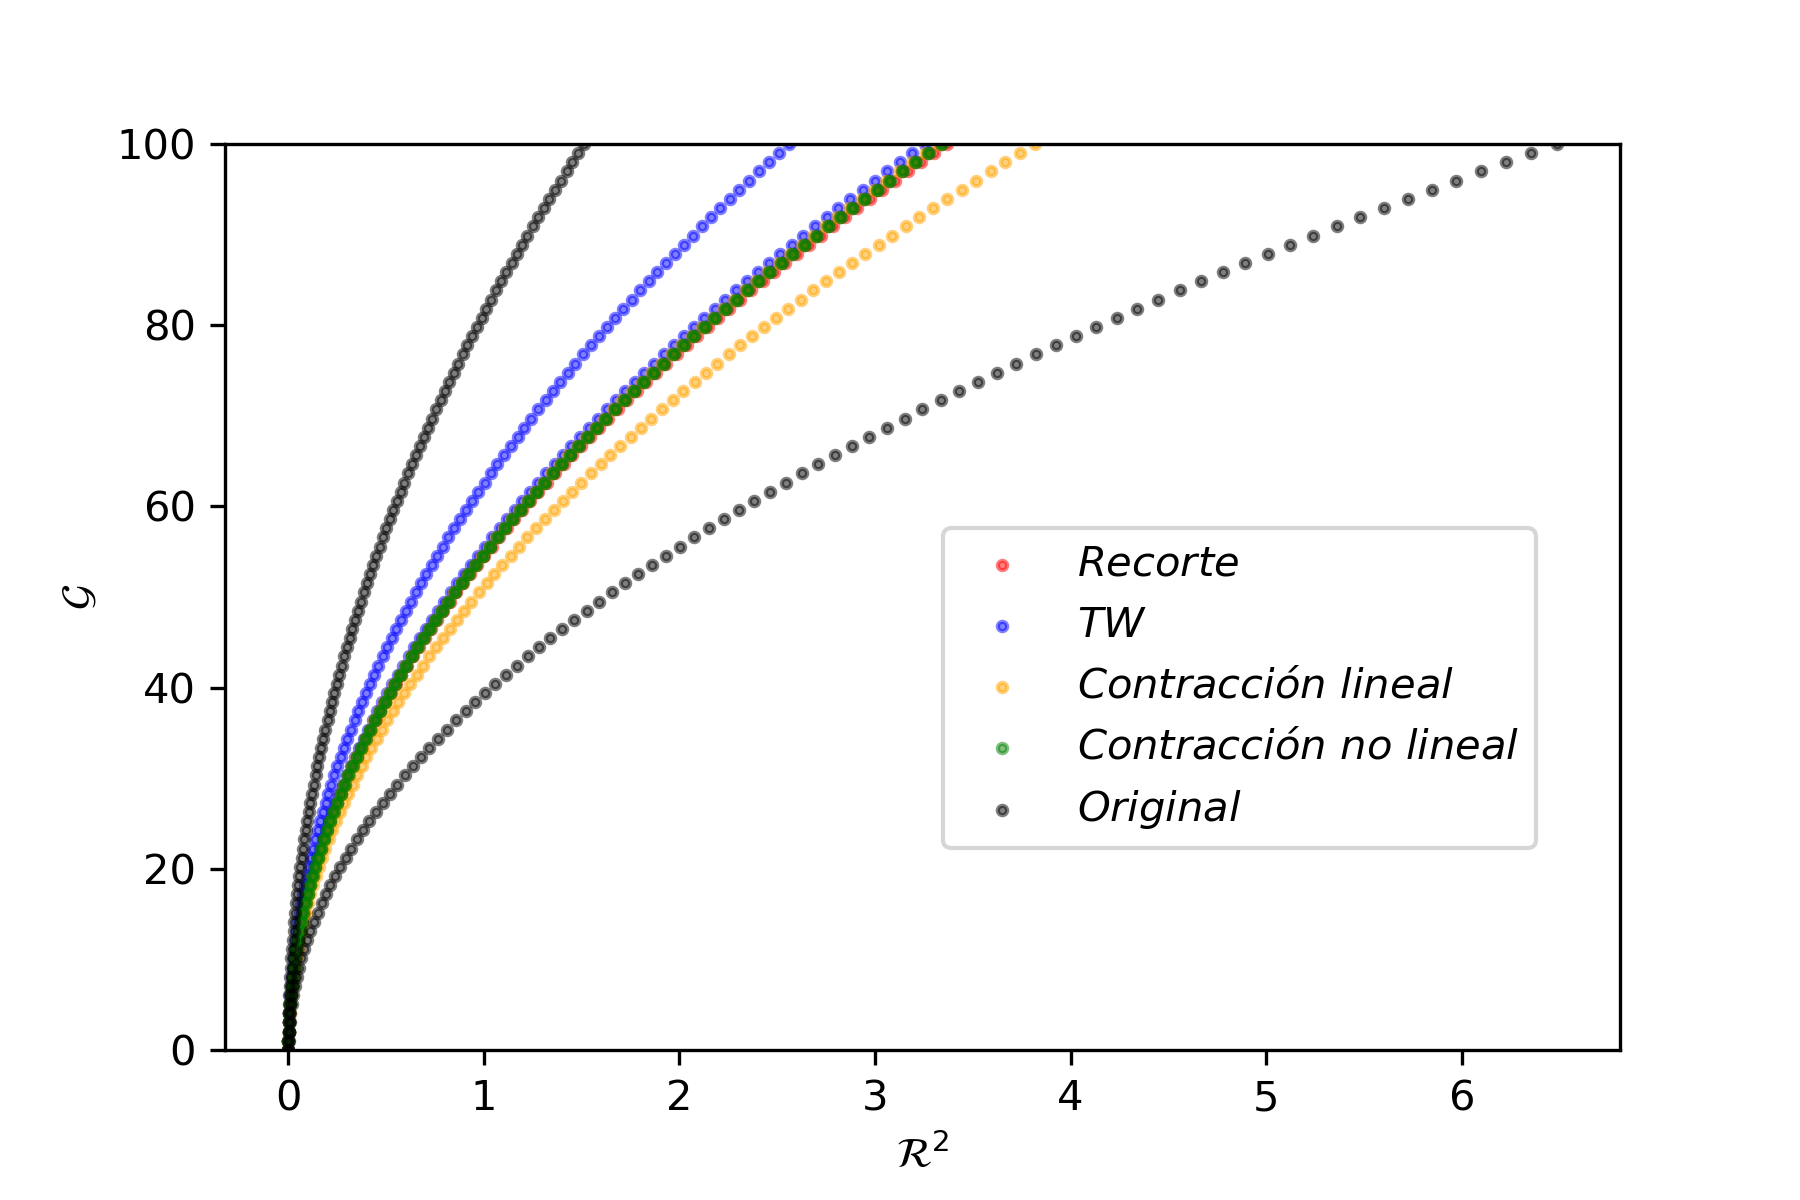 100
80
60
40
20
0
𝒢
0 1 2 3 4 5 6
ℛ²
Recorte
TW
Contracción lineal
Contracción no lineal
Original